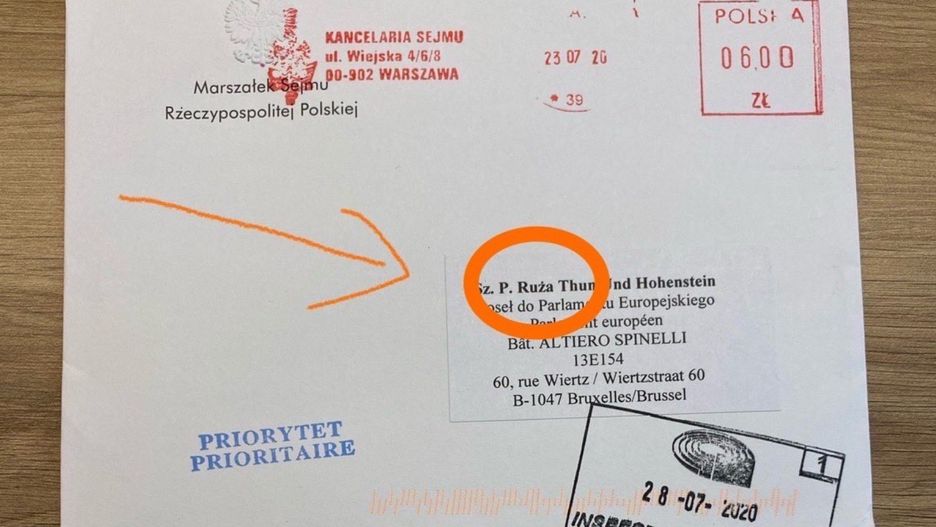 KANCELARIA SEJMU
ul. Wiejska 4/6/8
00-902 WARSZAWA
Marszałek Sejmu
Rzeczypospolitej Polskiej
23 07 20
* 39
POLSKA
06,00
ZŁ
Sz. P. Ruża Thun Und Hohenstein
Poseł do Parlamentu Europejskiego
Parlement européen
Bât. ALTIERO SPINELLI
13E154
60, rue Wiertz / Wiertzstraat 60
B-1047 Bruxelles/Brussel
PRIORYTET
PRIORITAIRE
1
28-07-2020